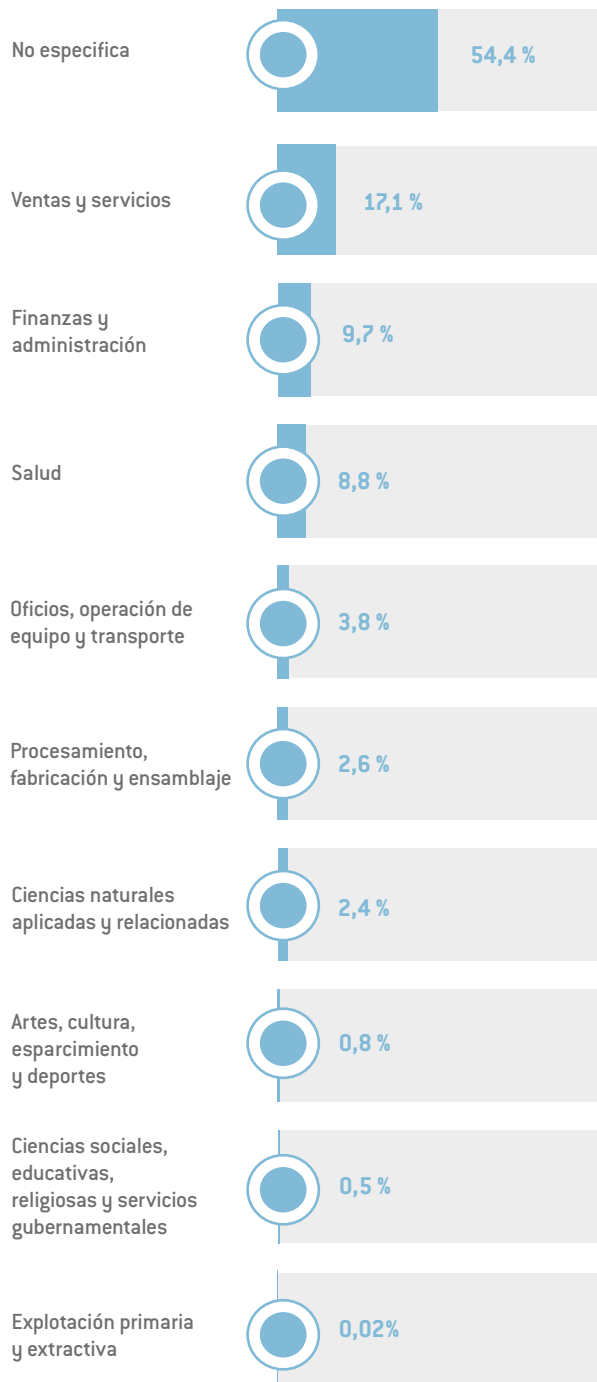 No especifica
54,4 %
Ventas y servicios
17,1 %
Finanzas y
administración
9,7 %
Salud
8,8 %
Oficios, operación de
equipo y transporte
3,8 %
Procesamiento,
fabricación y ensamblaje
2,6 %
Ciencias naturales
aplicadas y relacionadas
2,4 %
Artes, cultura,
esparcimiento
y deportes
0,8 %
Ciencias sociales,
educativas,
religiosas y servicios
gubernamentales
0,5 %
Explotación primaria
y extractiva
0,02%